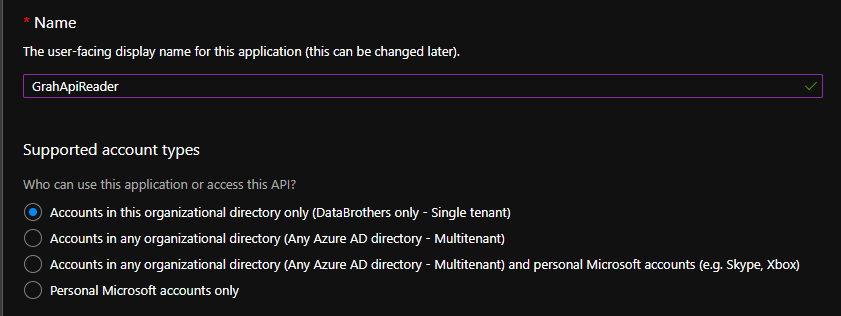 * Name
The user-facing display name for this application (this can be changed later).
GrahApiReader
Supported account types
Who can use this application or access this API?
Accounts in this organizational directory only (DataBrothers only - Single tenant)
Accounts in any organizational directory (Any Azure AD directory - Multitenant)
Accounts in any organizational directory (Any Azure AD directory - Multitenant) and personal Microsoft accounts (e.g. Skype, Xbox)
Personal Microsoft accounts only